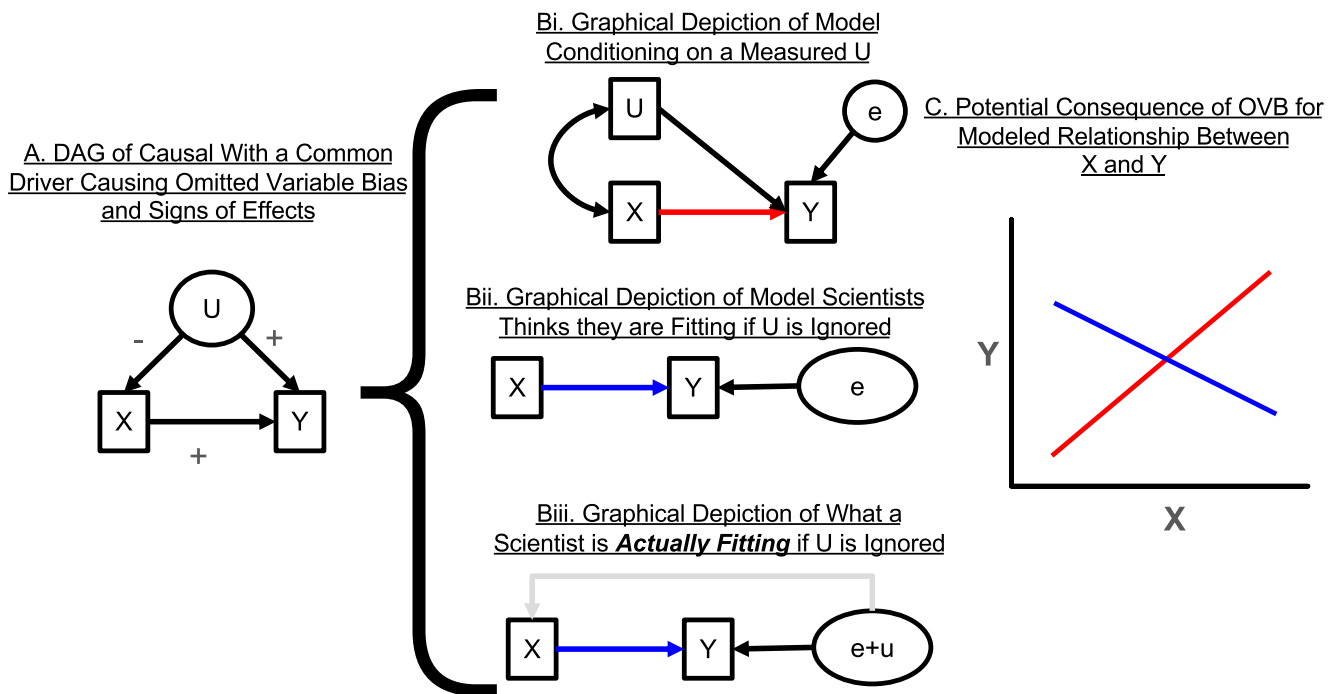 A. DAG of Causal With a Common
Driver Causing Omitted Variable Bias
and Signs of Effects
U
-
+
X
Y
+
Bi. Graphical Depiction of Model
Conditioning on a Measured U
U
e
X
Y
Bii. Graphical Depiction of Model Scientists
Thinks they are Fitting if U is Ignored
X
Y
e
Biii. Graphical Depiction of What a
Scientist is Actually Fitting if U is Ignored
X
Y
e+u
C. Potential Consequence of OVB for
Modeled Relationship Between
X and Y
Y
X